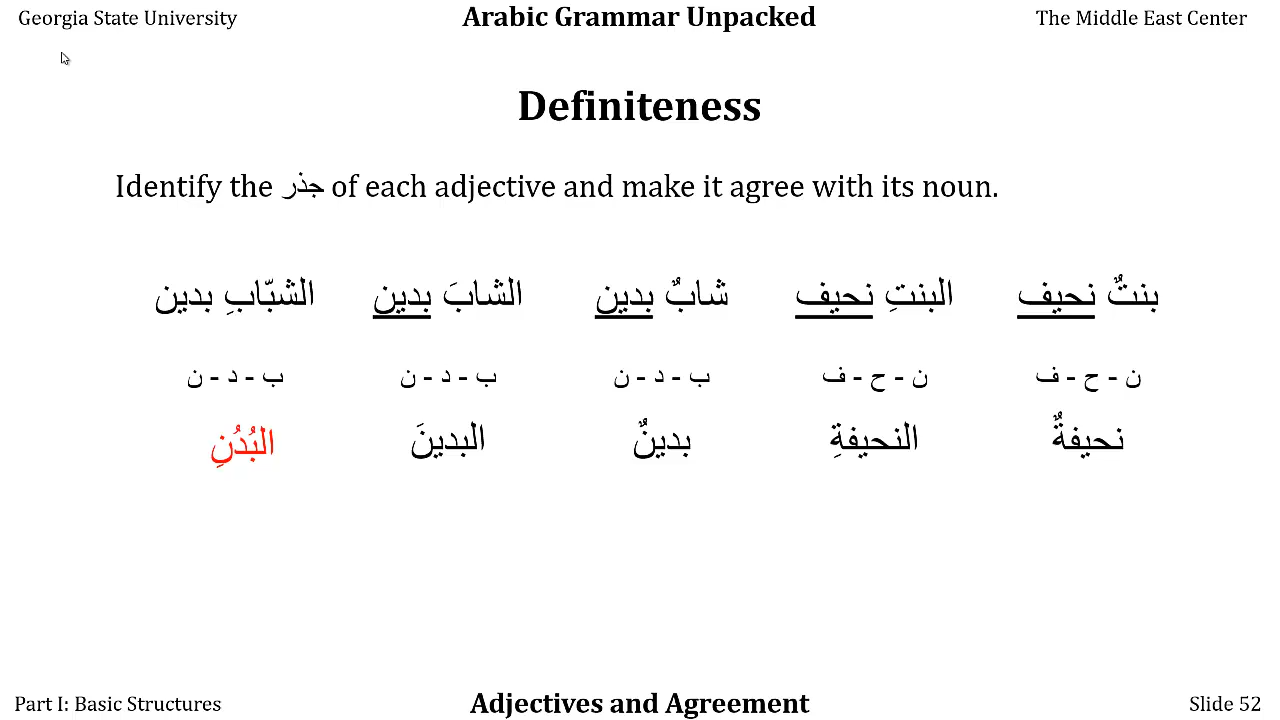 Georgia State University Arabic Grammar Unpacked The Middle East Center
Definiteness
Identify the جذر of each adjective and make it agree with its noun.
بنتٌ نحيف البنتِ نحيف شابٌ بدين الشابَ بدين الشبّابِ بدين
ن - ح - ف ن - ح - ف ب - د - ن ب - د - ن ب - د - ن
نحيفةٌ النحيفةِ بدينٌ البدينَ البُدُنِ
Part I: Basic Structures Adjectives and Agreement Slide 52